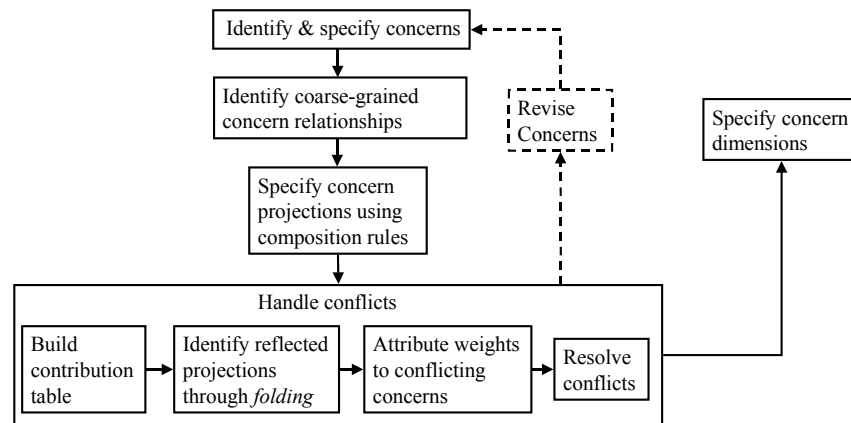 Identify & specify concerns
Identify coarse-grained
concern relationships
Revise
Concerns
Specify concern
dimensions
Specify concern
projections using
composition rules
Handle conflicts
Build
contribution
table
Identify reflected
projections
through folding
Attribute weights
to conflicting
concerns
Resolve
conflicts